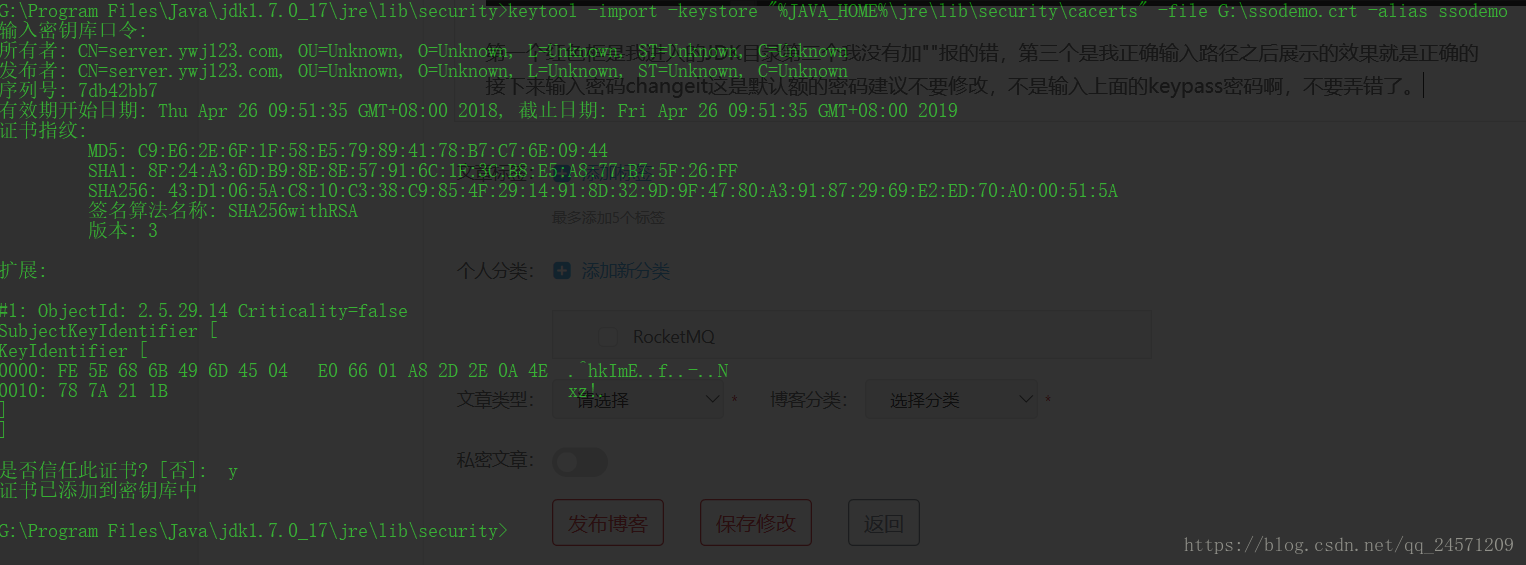 G:\Program Files\Java\jdk1.7.0_17\jre\lib\security>keytool -import -keystore "%JAVA_HOME%\jre\lib\security\cacerts" -file G:\ssodemo.crt -alias ssodemo
输入密钥库口令:
所有者: CN=server.ywj123.com, OU=Unknown, O=Unknown, L=Unknown, ST=Unknown, C=Unknown
没有加""报的错，第三个是我正确输入路径之后展示的效果就是正确的
发布者: CN=server.ywj123.com, OU=Unknown, O=Unknown, L=Unknown, ST=Unknown, C=Unknown
接下来输入密码changeit这是默认额的密码建议不要修改，不是输入上面的keypass密码啊，不要弄错了。
序列号: 7db42bb7
有效期开始日期: Thu Apr 26 09:51:35 GMT+08:00 2018, 截止日期: Fri Apr 26 09:51:35 GMT+08:00 2019
证书指纹:
MD5: C9:E6:2E:6F:1F:58:E5:79:89:41:78:B7:C7:6E:09:44
SHA1: 8F:24:A3:6D:B9:8E:8E:57:91:6C:1F:30:B8:E5:A8:77:B7:5F:26:FF
SHA256: 43:D1:06:5A:C8:10:C3:38:C9:85:4F:29:14:91:8D:32:9D:9F:47:80:A3:91:87:29:69:E2:ED:70:A0:00:51:5A
签名算法名称: SHA256withRSA
最多添加5个标签
版本: 3
扩展:
个人分类： 添加新分类
#1: ObjectId: 2.5.29.14 Criticality=false
SubjectKeyIdentifier [
RocketMQ
KeyIdentifier [
0000: FE 5E 68 6B 49 6D 45 04 E0 66 01 A8 2D 2E 0A 4E .^hkImE..f..-..N
0010: 78 7A 21 1B xz!.
文章类型： 请选择 * 博客分类： 选择分类 *
]
]
私密文章：
是否信任此证书? [否]: y
证书已添加到密钥库中
发布博客 保存修改 返回
G:\Program Files\Java\jdk1.7.0_17\jre\lib\security>
https://blog.csdn.net/qq_24571209